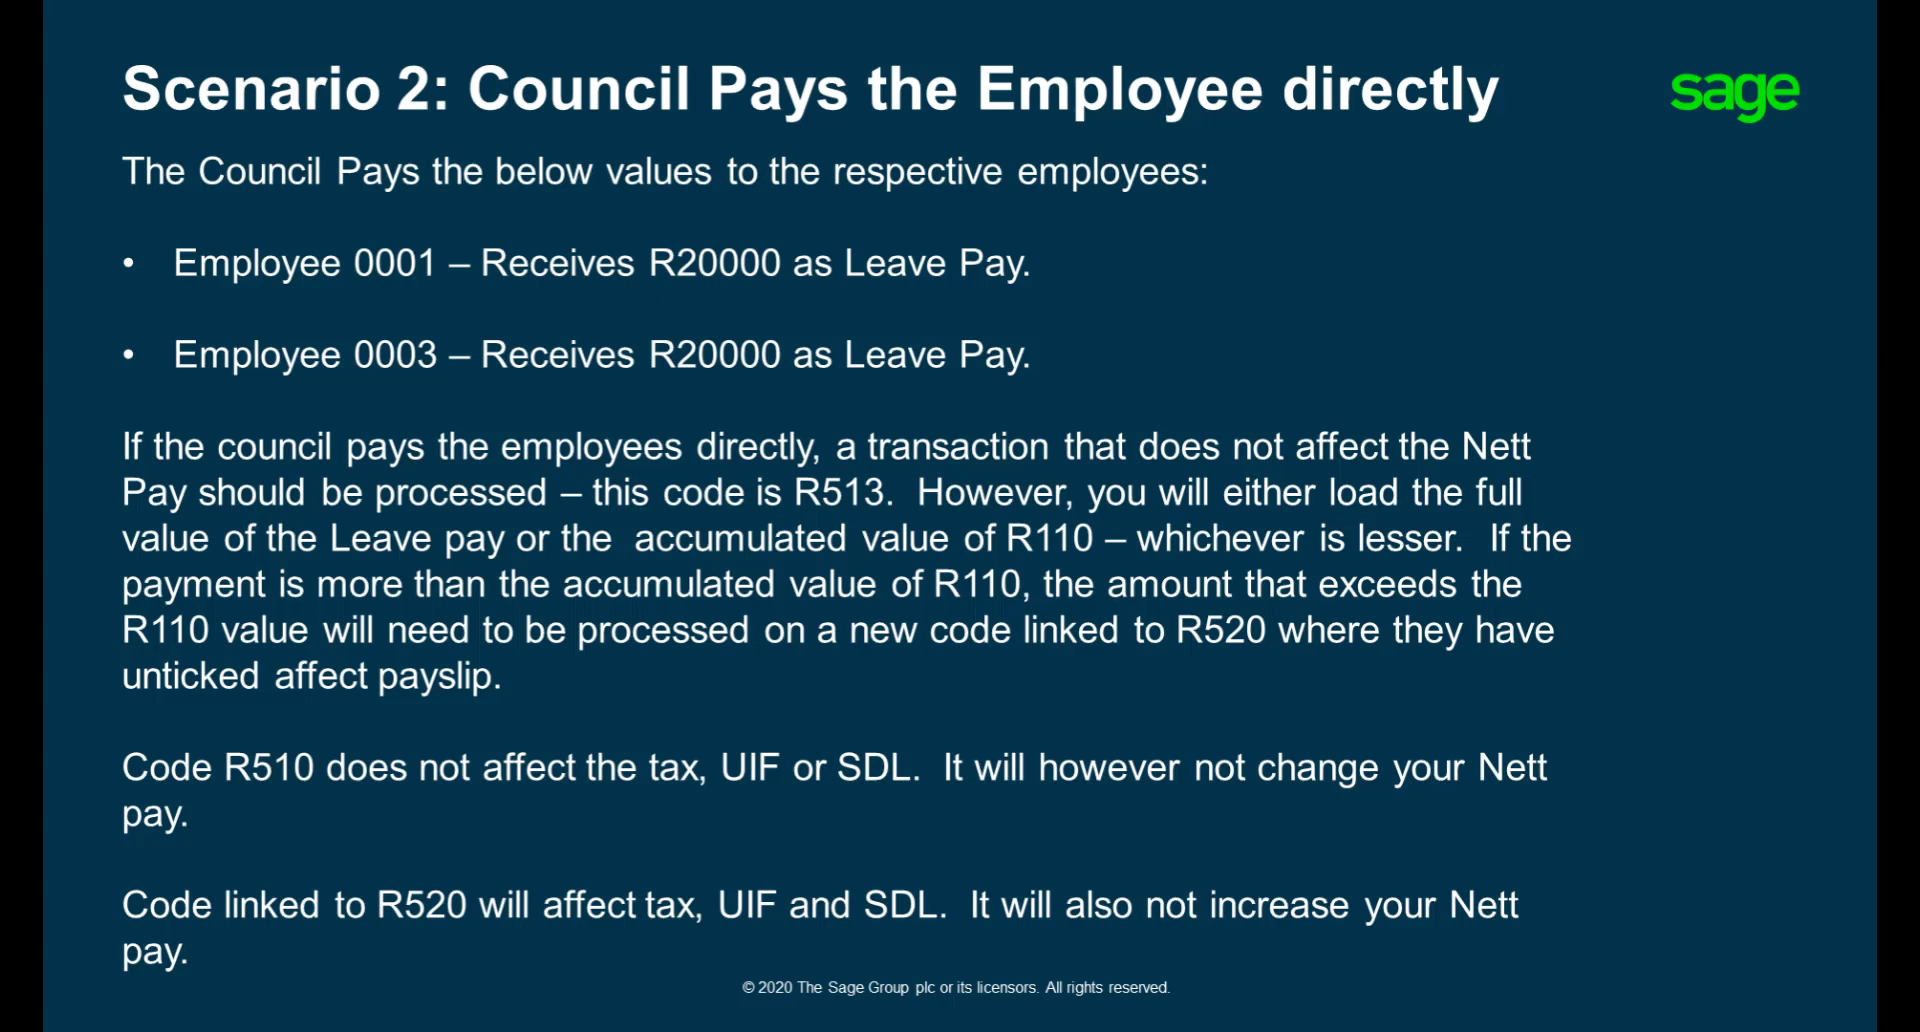 Scenario 2: Council Pays the Employee directly
sage
The Council Pays the below values to the respective employees:
• Employee 0001 – Receives R20000 as Leave Pay.
• Employee 0003 – Receives R20000 as Leave Pay.
If the council pays the employees directly, a transaction that does not affect the Nett
Pay should be processed – this code is R513. However, you will either load the full
value of the Leave pay or the accumulated value of R110 – whichever is lesser. If the
payment is more than the accumulated value of R110, the amount that exceeds the
R110 value will need to be processed on a new code linked to R520 where they have
unticked affect payslip.
Code R510 does not affect the tax, UIF or SDL. It will however not change your Nett
pay.
Code linked to R520 will affect tax, UIF and SDL. It will also not increase your Nett
pay.
© 2020 The Sage Group plc or its licensors. All rights reserved.